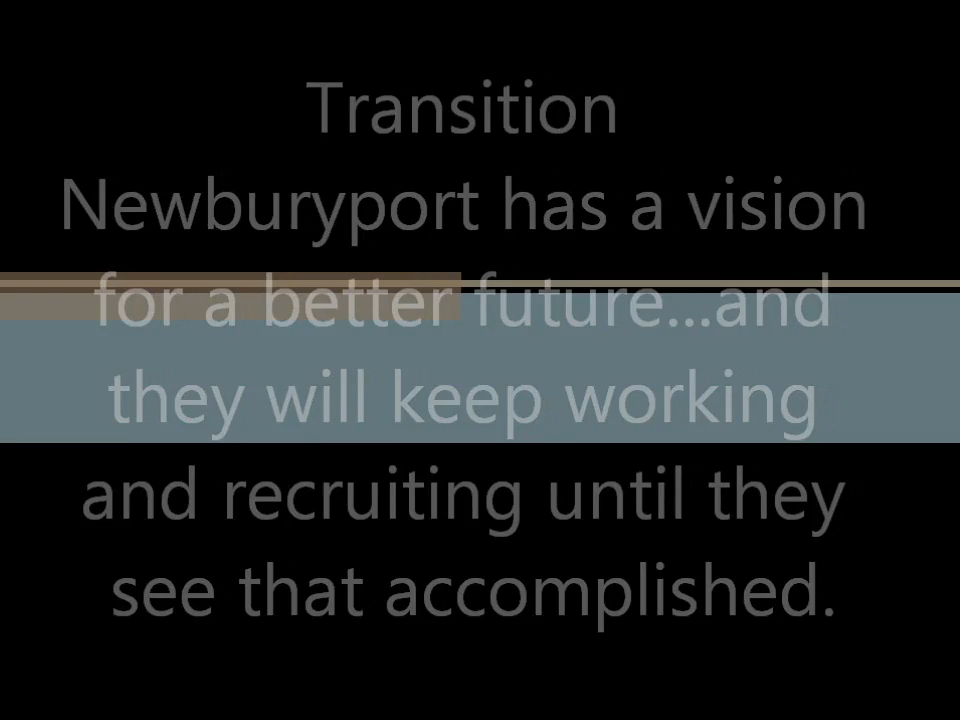 Transition
Newburyport has a vision
for a better future...and
they will keep working
and recruiting until they
see that accomplished.